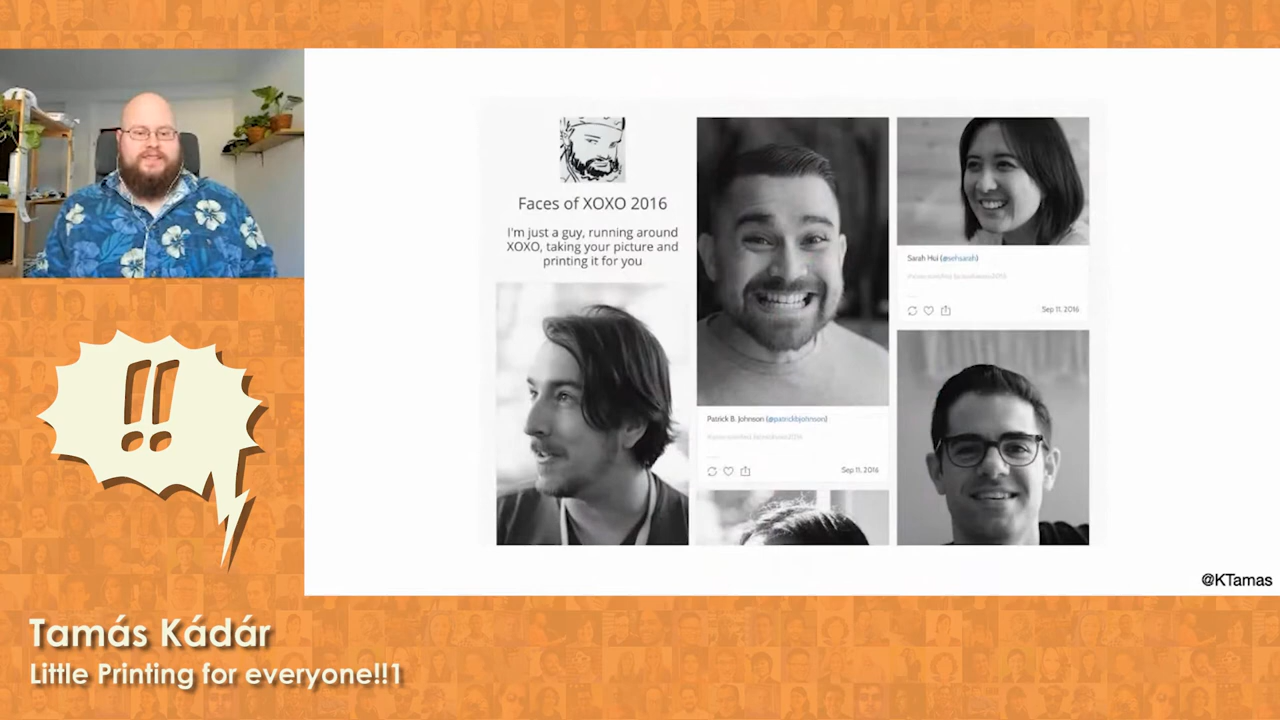 Faces of XOXO 2016
I'm just a guy, running around
XOXO, taking your picture and
printing it for you
Patrick B. Johnson (@patrickbjohnson)
Sep 11, 2016
Sarah Hui (@sehsarah)
Sep 11, 2016
@KTamas
!!
Tamás Kádár
Little Printing for everyone!!1